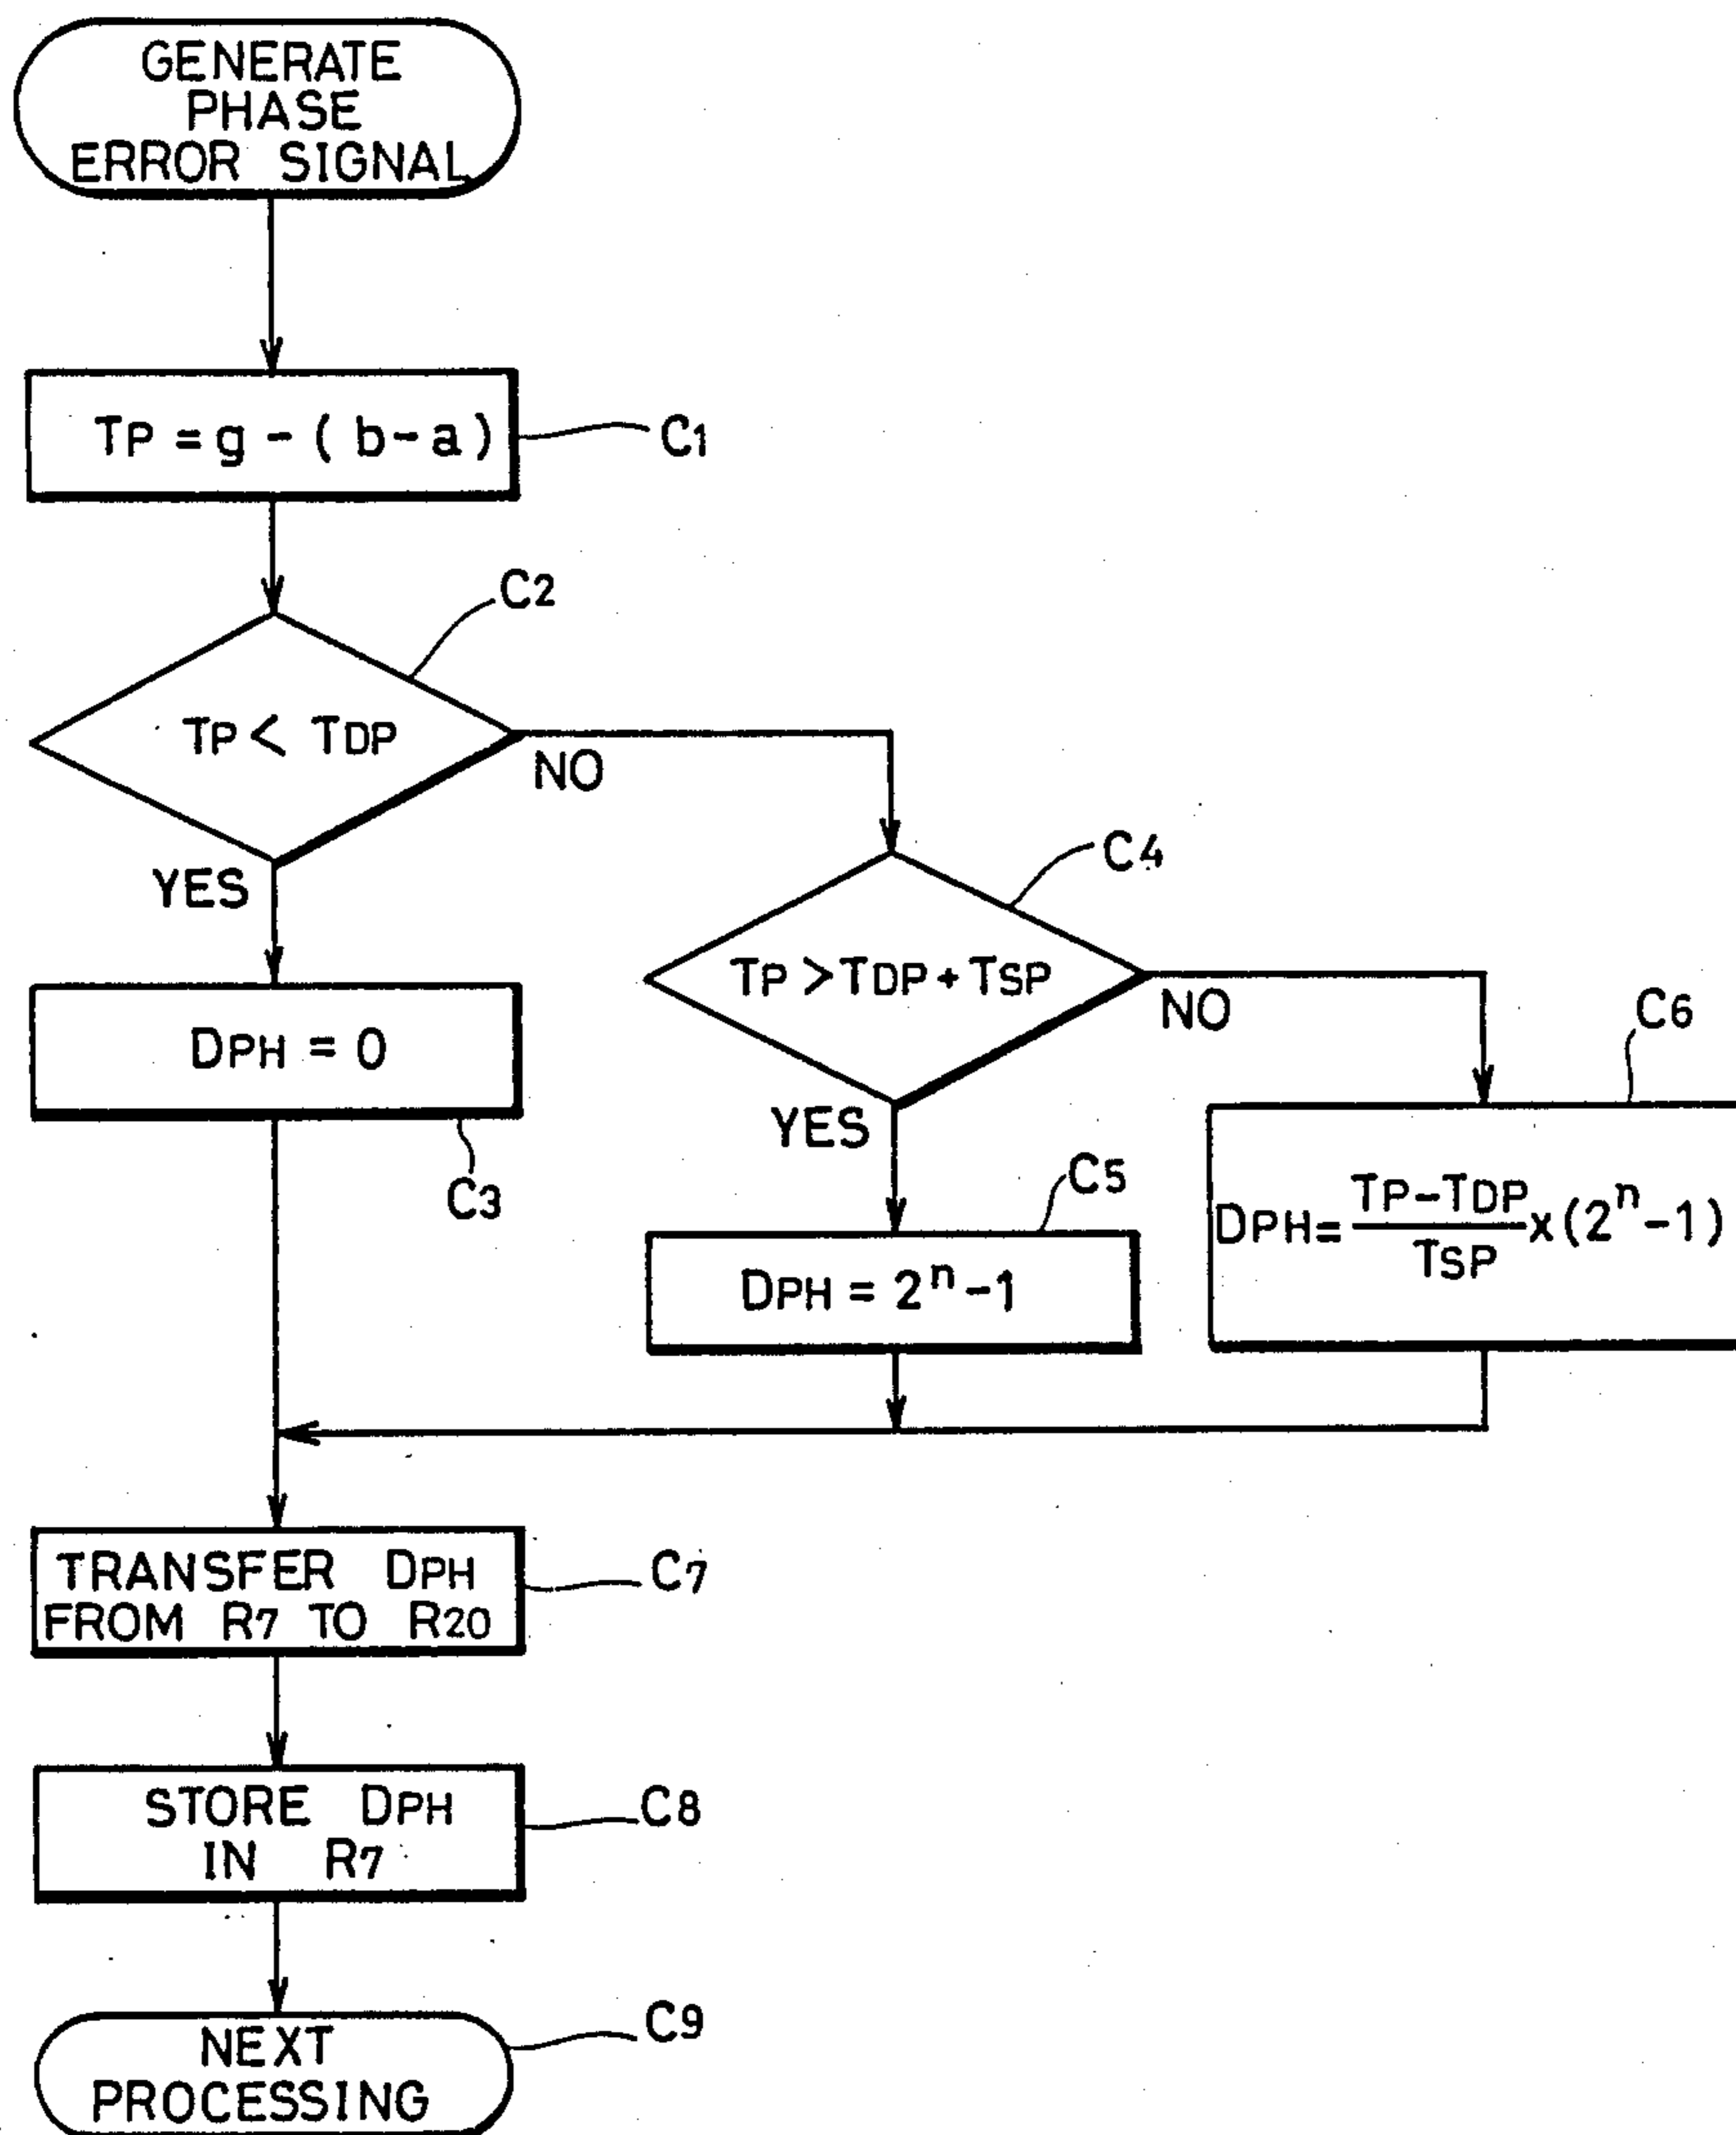 GENERATE
PHASE
ERROR SIGNAL
TP = g - ( b - a )
C1
C2
TP < TDP
NO
YES
C4
TP > TDP + TSP
NO
YES
C6
DPH = 0
C3
C5
DPH = TP - TDP / TSP x (2^n - 1)
DPH = 2^n - 1
TRANSFER DPH
FROM R7 TO R20
C7
STORE DPH
IN R7
C8
NEXT
PROCESSING
C9